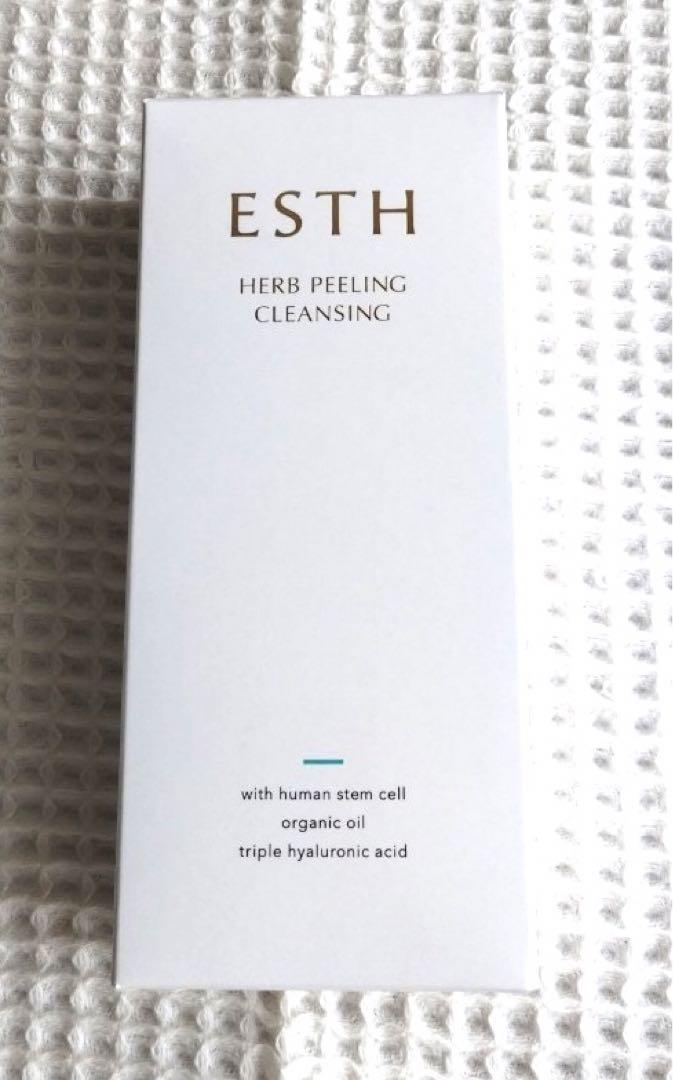 ESTH
HERB PEELING
CLEANSING
with human stem cell
organic oil
triple hyaluronic acid